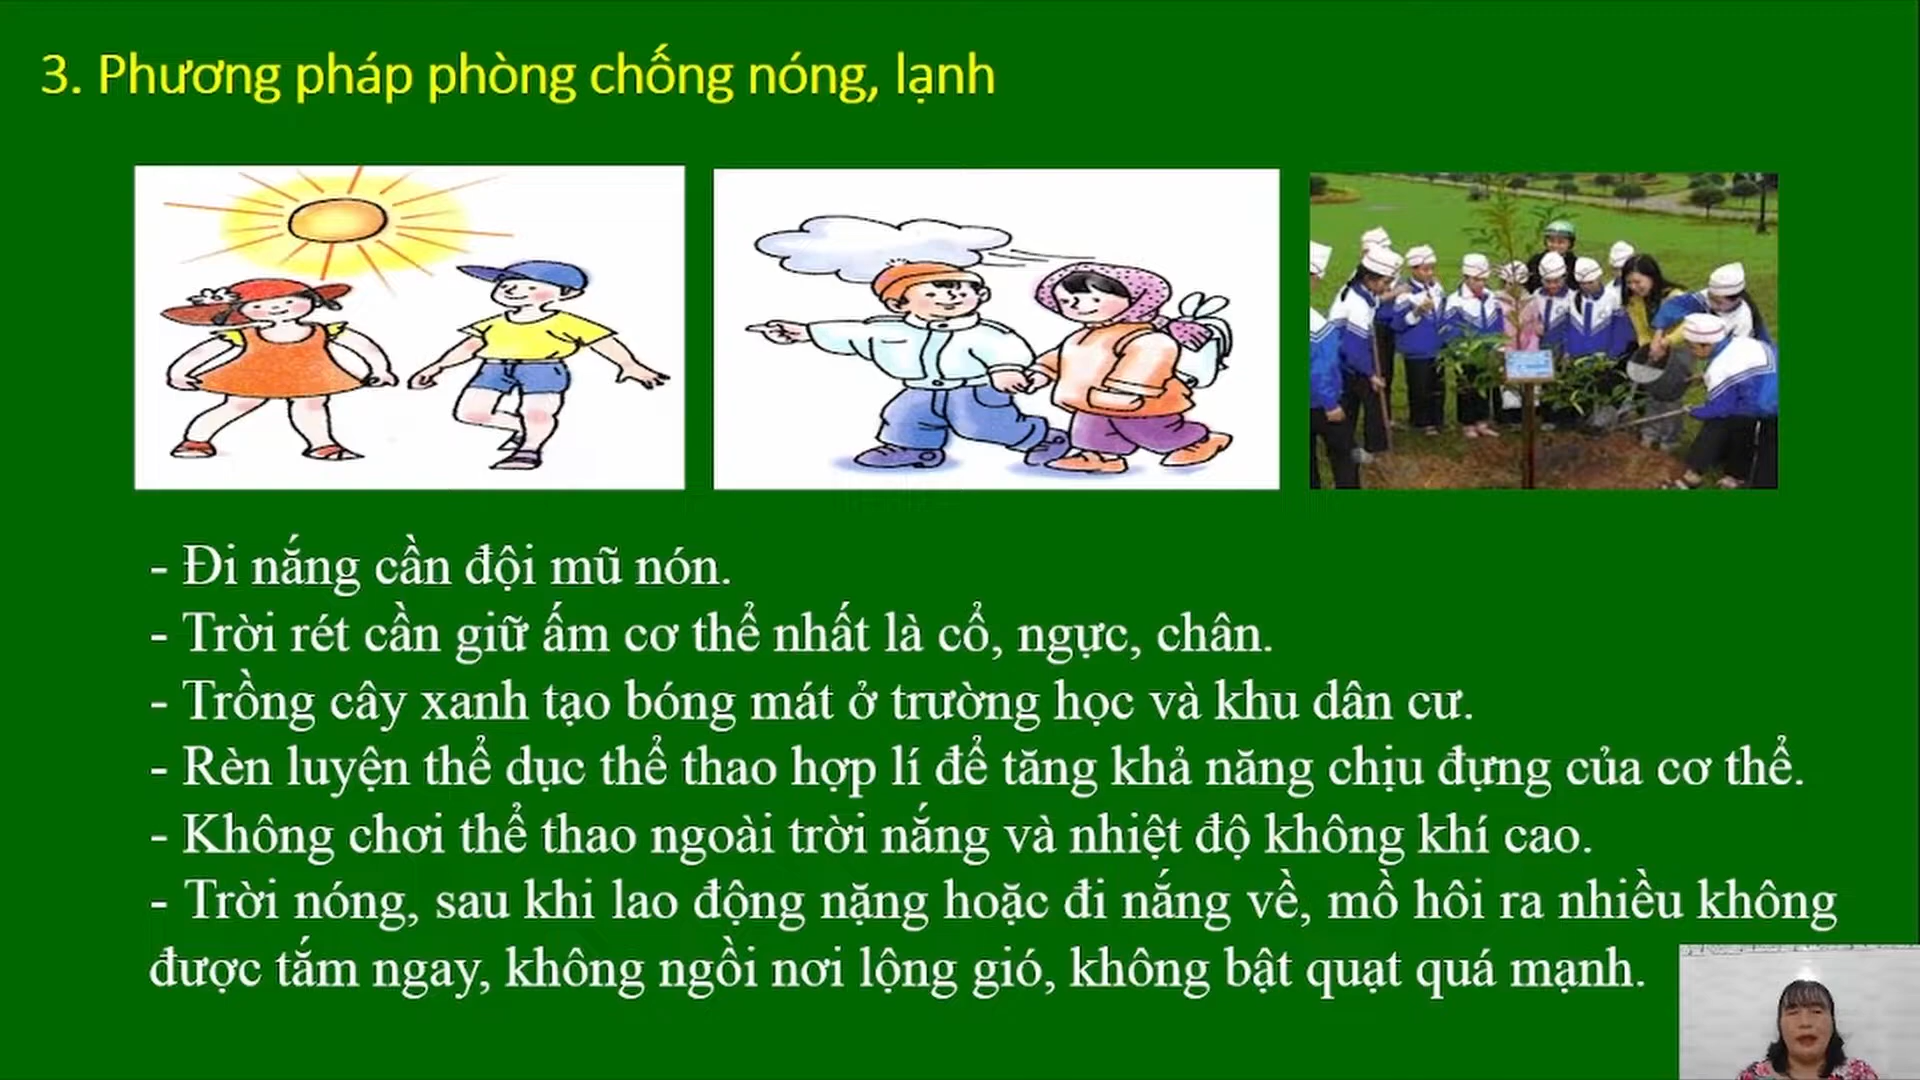 3. Phương pháp phòng chống nóng, lạnh
- Đi nắng cần đội mũ nón.
- Trời rét cần giữ ấm cơ thể nhất là cổ, ngực, chân.
- Trồng cây xanh tạo bóng mát ở trường học và khu dân cư.
- Rèn luyện thể dục thể thao hợp lí để tăng khả năng chịu đựng của cơ thể.
- Không chơi thể thao ngoài trời nắng và nhiệt độ không khí cao.
- Trời nóng, sau khi lao động nặng hoặc đi nắng về, mồ hôi ra nhiều không
được tắm ngay, không ngồi nơi lộng gió, không bật quạt quá mạnh.